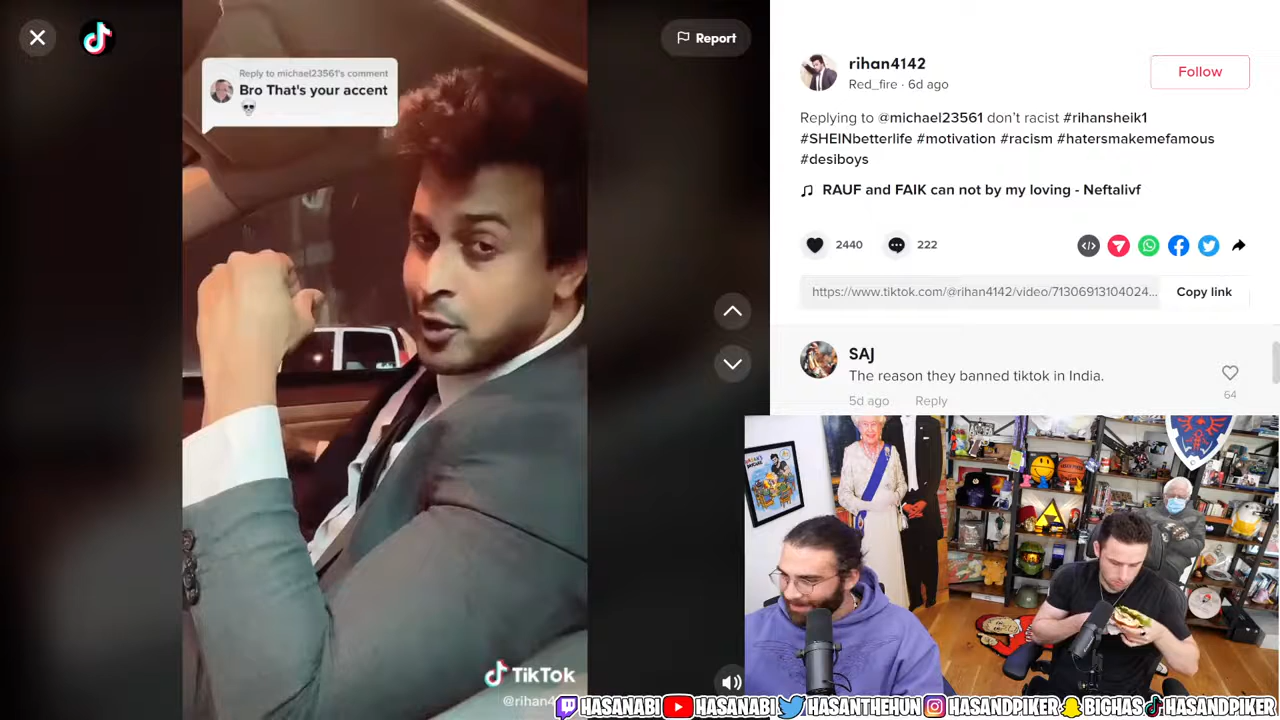 Reply to michael23561's comment
Bro That's your accent
💀
Report
TikTok
@rihan4
rihan4142
Red_fire · 6d ago
Follow
Replying to @michael23561 don't racist #rihansheik1
#SHEINbetterlife #motivation #racism #hatersmakemefamous
#desiboys
RAUF and FAIK can not by my loving - Neftalivf
2440
222
https://www.tiktok.com/@rihan4142/video/71306913104024...
Copy link
SAJ
The reason they banned tiktok in India.
5d ago Reply
54
HASANABI HASANABI HASANTHEHUN HASANDPIKER BIGHAS HASANDPIKER